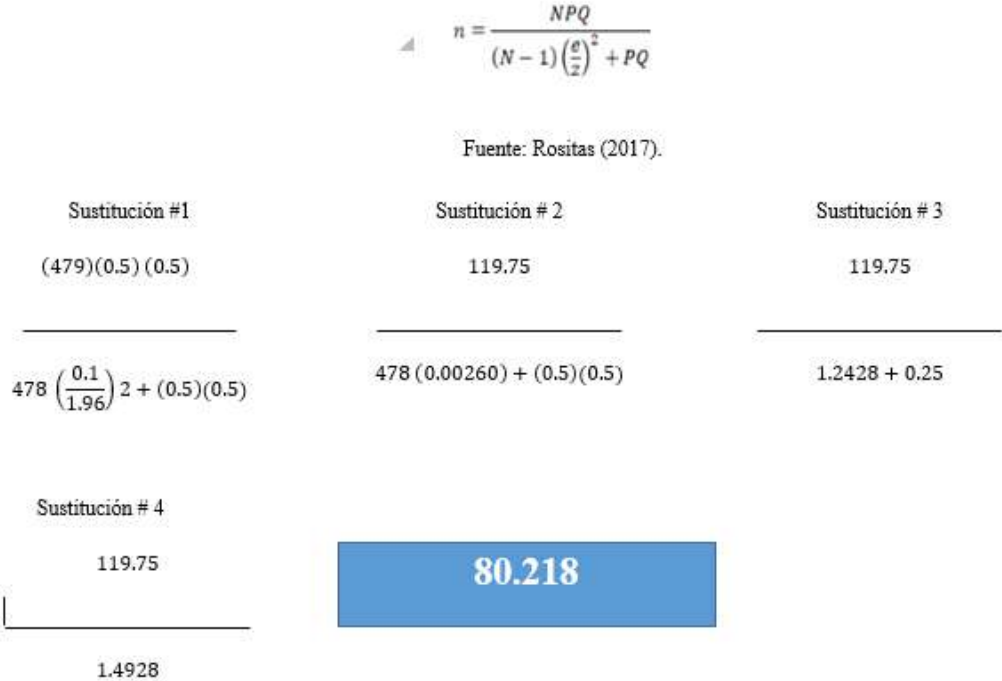 n = NPQ / (N − 1)(e/z)² + PQ
Fuente: Rositas (2017).
Sustitución #1
(479)(0.5) (0.5)
478 (0.1/1.96) 2 + (0.5)(0.5)
Sustitución # 2
119.75
478 (0.00260) + (0.5)(0.5)
Sustitución # 3
119.75
1.2428 + 0.25
Sustitución # 4
119.75
1.4928
80.218